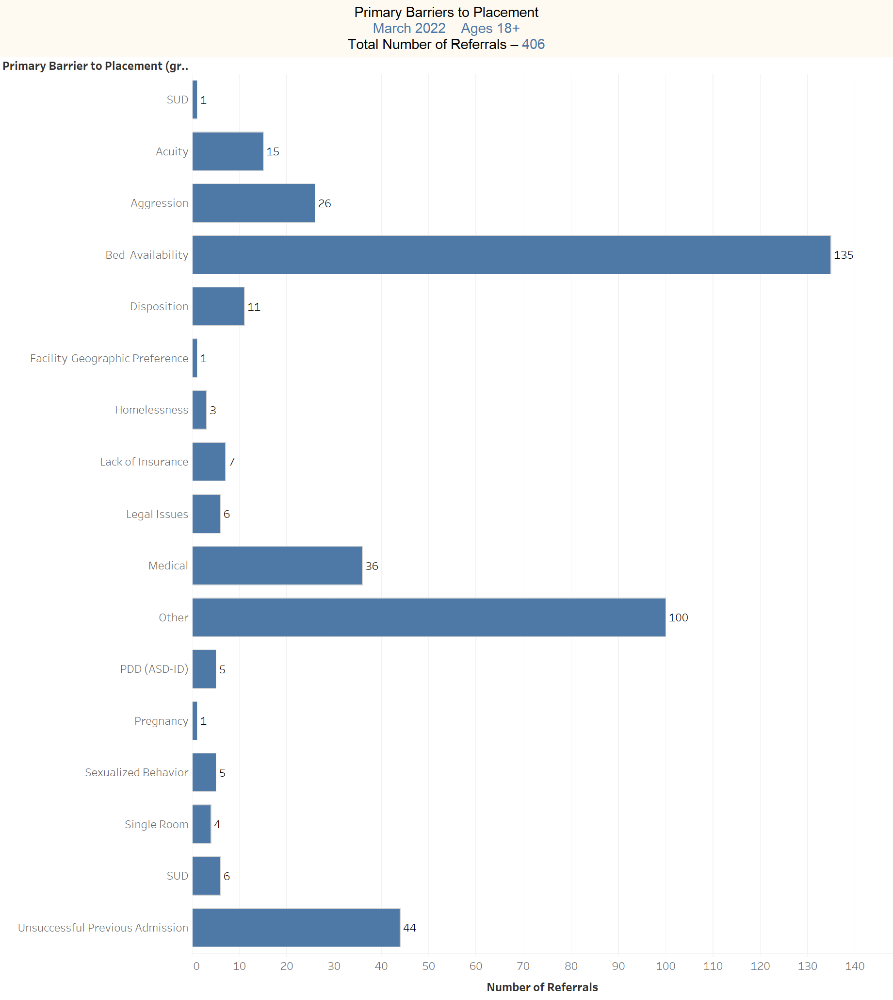 Primary Barriers to Placement
March 2022 Ages 18+
Total Number of Referrals – 406
Primary Barrier to Placement (gr..
SUD 1
Acuity 15
Aggression 26
Bed Availability 135
Disposition 11
Facility-Geographic Preference 1
Homelessness 3
Lack of Insurance 7
Legal Issues 6
Medical 36
Other 100
PDD (ASD-ID) 5
Pregnancy 1
Sexualized Behavior 5
Single Room 4
SUD 6
Unsuccessful Previous Admission 44
0 10 20 30 40 50 60 70 80 90 100 110 120 130 140
Number of Referrals